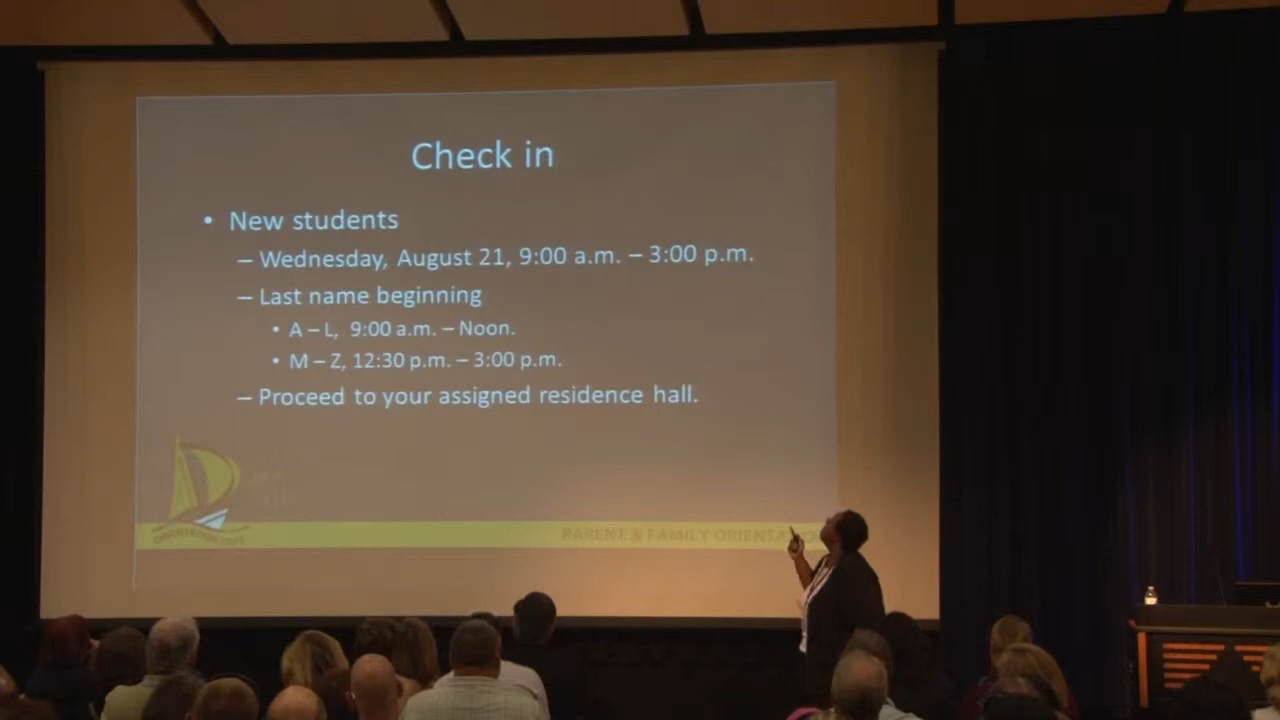 Check in
• New students
– Wednesday, August 21, 9:00 a.m. – 3:00 p.m.
– Last name beginning
• A – L, 9:00 a.m. – Noon.
• M – Z, 12:30 p.m. – 3:00 p.m.
– Proceed to your assigned residence hall.
PARENT & FAMILY